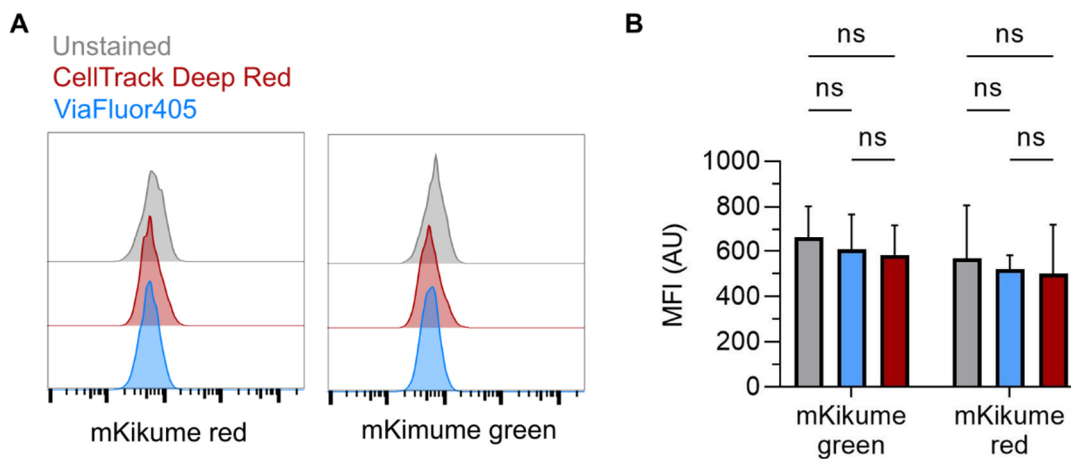 A
Unstained
CellTrack Deep Red
ViaFluor405
mKikume red
mKimume green
B
ns
ns
ns
ns
ns
ns
MFI (AU)
1000
800
600
400
200
0
mKikume
green
mKikume
red